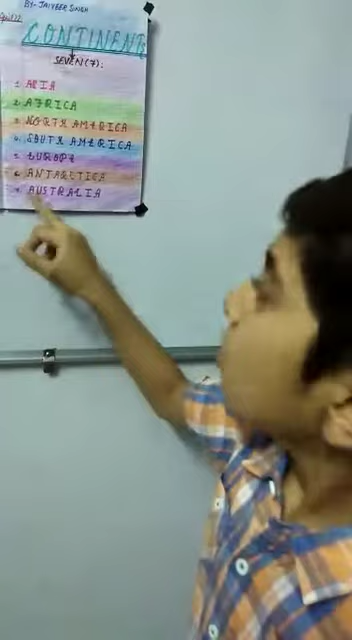 BY- JAIVEER SINGH
CONTINENTS
SEVEN (7):
1. ASIA
2. AFRICA
3. NORTH AMERICA
4. SOUTH AMERICA
5. EUROPE
6. ANTARCTICA
7. AUSTRALIA